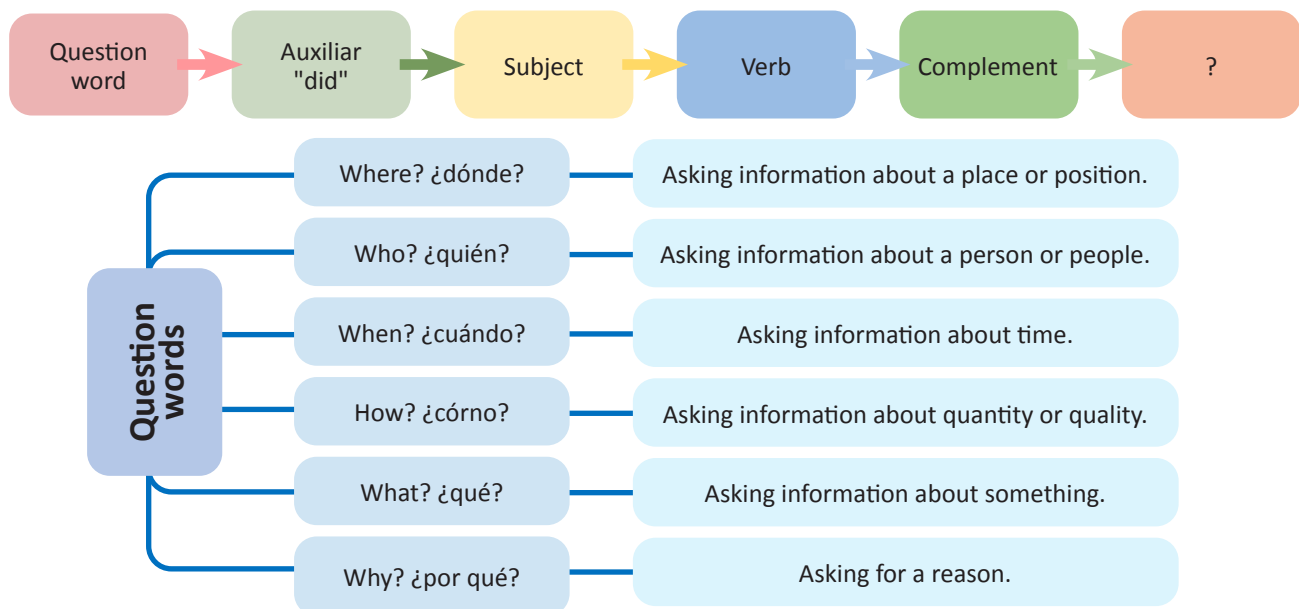 Question
word
Auxiliar
"did"
Subject
Verb
Complement
?
Question
words
Where? ¿dónde?
Asking information about a place or position.
Who? ¿quién?
Asking information about a person or people.
When? ¿cuándo?
Asking information about time.
How? ¿córno?
Asking information about quantity or quality.
What? ¿qué?
Asking information about something.
Why? ¿por qué?
Asking for a reason.